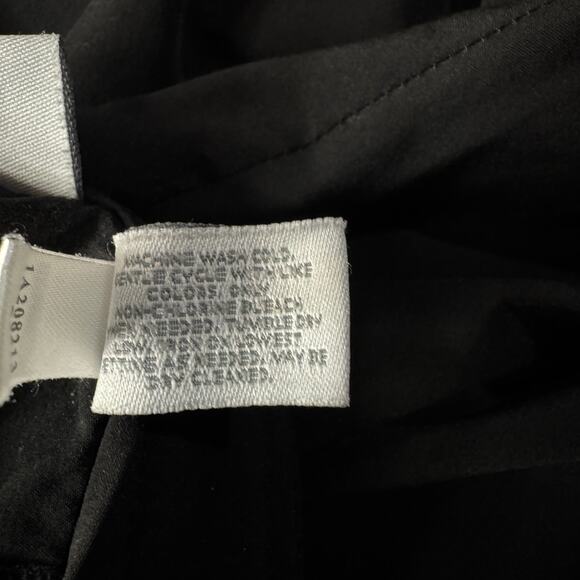 MACHINE WASH COLD,
GENTLE CYCLE WITH LIKE
COLORS, ONLY
NON-CHLORINE BLEACH
WHEN NEEDED. TUMBLE DRY
LOW. IRON ON LOWEST
SETTING AS NEEDED. MAY BE
DRY CLEANED.